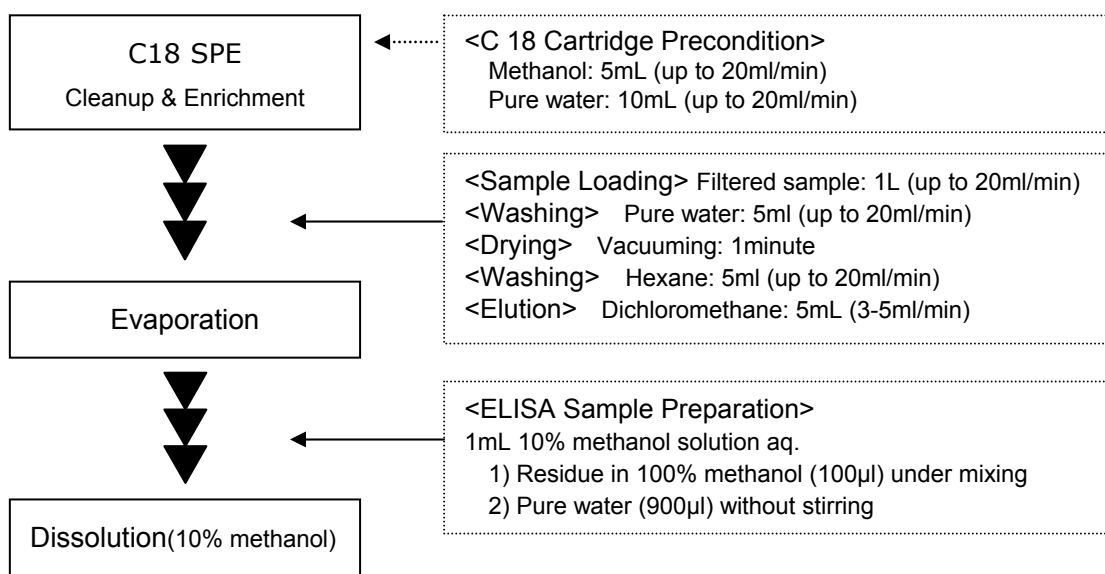 C18 SPE
Cleanup & Enrichment
<C 18 Cartridge Precondition>
Methanol: 5mL (up to 20ml/min)
Pure water: 10mL (up to 20ml/min)
<Sample Loading> Filtered sample: 1L (up to 20ml/min)
<Washing> Pure water: 5ml (up to 20ml/min)
<Drying> Vacuuming: 1minute
<Washing> Hexane: 5ml (up to 20ml/min)
<Elution> Dichloromethane: 5mL (3-5ml/min)
Evaporation
<ELISA Sample Preparation>
1mL 10% methanol solution aq.
1) Residue in 100% methanol (100µl) under mixing
2) Pure water (900µl) without stirring
Dissolution(10% methanol)